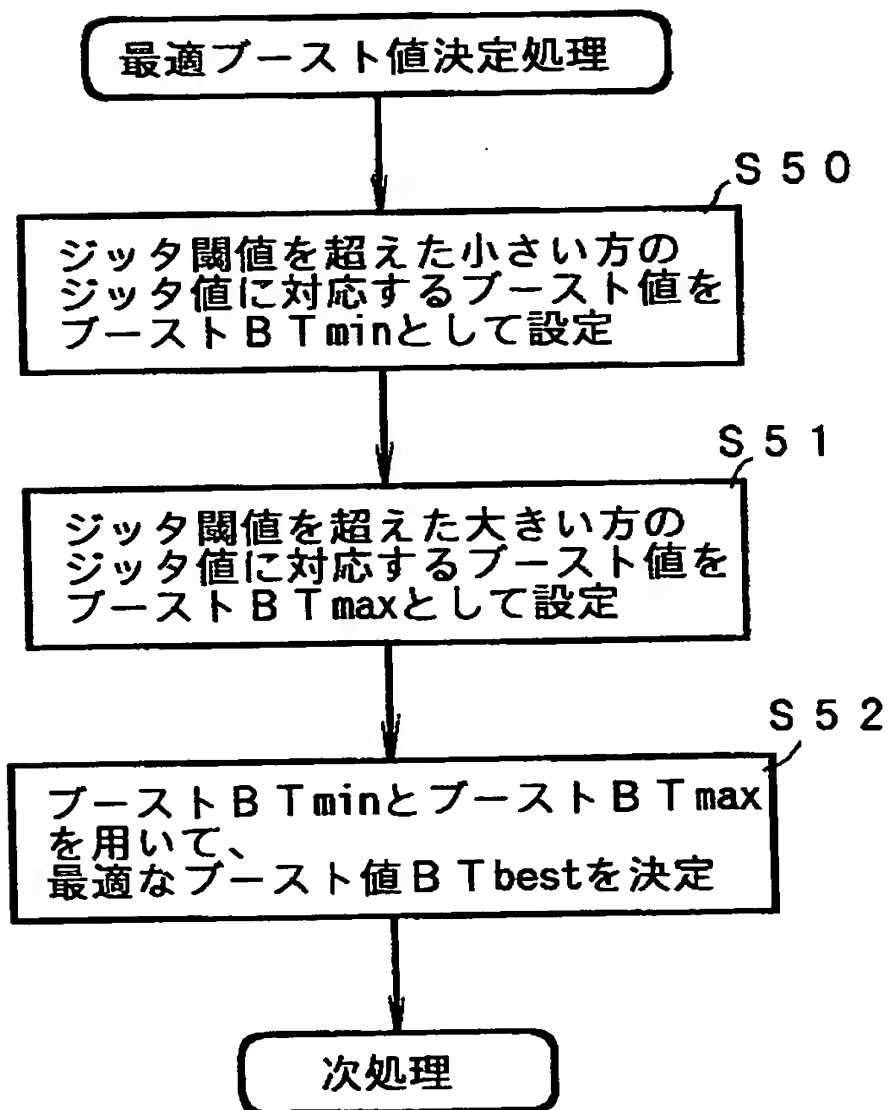 最適ブースト値決定処理
S50
ジッタ閾値を超えた小さい方の
ジッタ値に対応するブースト値を
ブーストBTminとして設定
S51
ジッタ閾値を超えた大きい方の
ジッタ値に対応するブースト値を
ブーストBTmaxとして設定
S52
ブーストBTminとブーストBTmax
を用いて、
最適なブースト値BTbestを決定
次処理